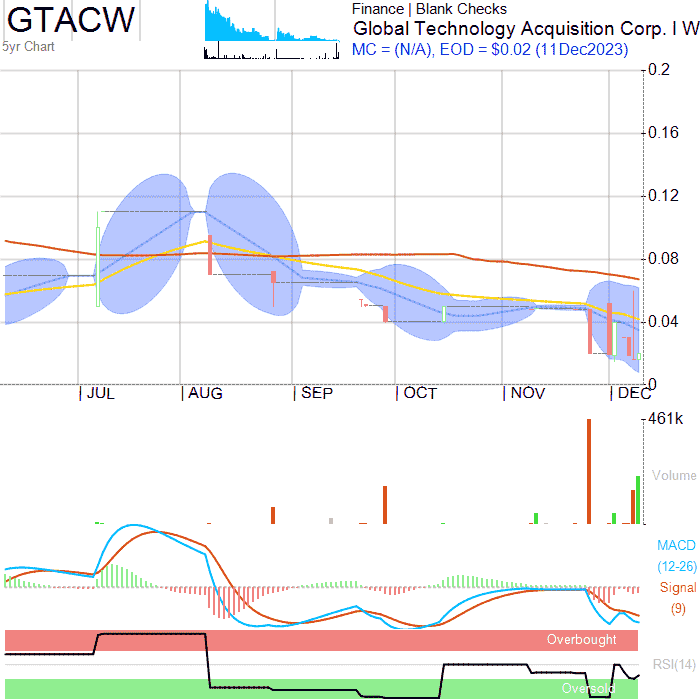 GTACW
5yr Chart
Finance | Blank Checks
Global Technology Acquisition Corp. I W
MC = (N/A), EOD = $0.02 (11Dec2023)
0.2
0.16
0.12
0.08
0.04
0
JUL AUG SEP OCT NOV DEC
461k
Volume
MACD
(12-26)
Signal
(9)
Overbought
RSI(14)
Oversold